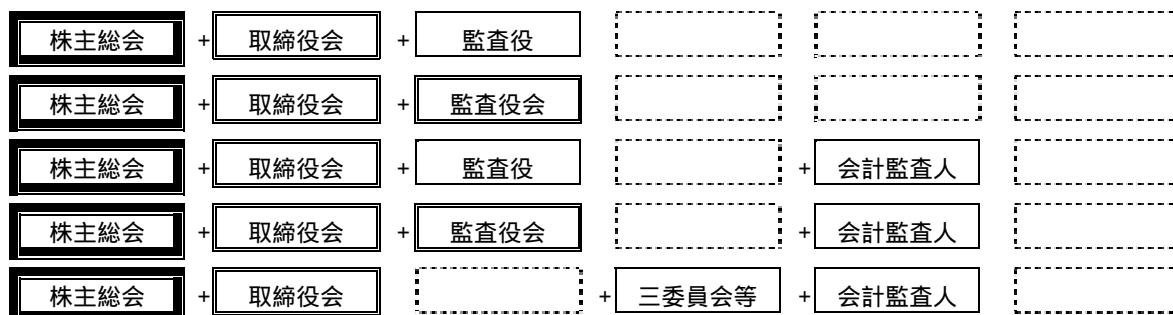 株主総会 + 取締役会 + 監査役
株主総会 + 取締役会 + 監査役会
株主総会 + 取締役会 + 監査役 + 会計監査人
株主総会 + 取締役会 + 監査役会 + 会計監査人
株主総会 + 取締役会 + 三委員会等 + 会計監査人